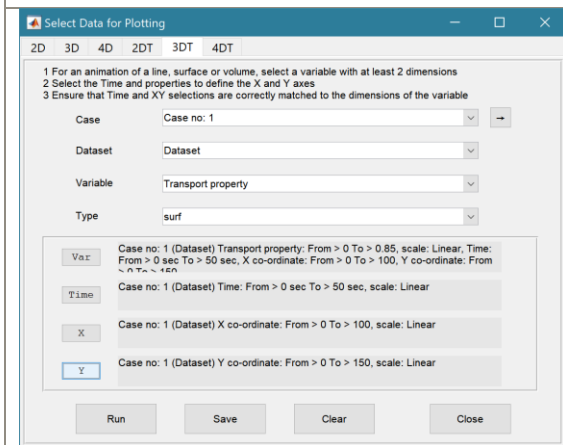 Select Data for Plotting
2D 3D 4D 2DT 3DT 4DT
1 For an animation of a line, surface or volume, select a variable with at least 2 dimensions
2 Select the Time and properties to define the X and Y axes
3 Ensure that Time and XY selections are correctly matched to the dimensions of the variable
Case Case no: 1 →
Dataset Dataset
Variable Transport property
Type surf
Var Case no: 1 (Dataset) Transport property: From > 0 To > 0.85, scale: Linear, Time:
From > 0 sec To > 50 sec, X co-ordinate: From > 0 To > 100, Y co-ordinate: From
> 0 To > 150
Time Case no: 1 (Dataset) Time: From > 0 sec To > 50 sec, scale: Linear
X Case no: 1 (Dataset) X co-ordinate: From > 0 To > 100, scale: Linear
Y Case no: 1 (Dataset) Y co-ordinate: From > 0 To > 150, scale: Linear
Run Save Clear Close